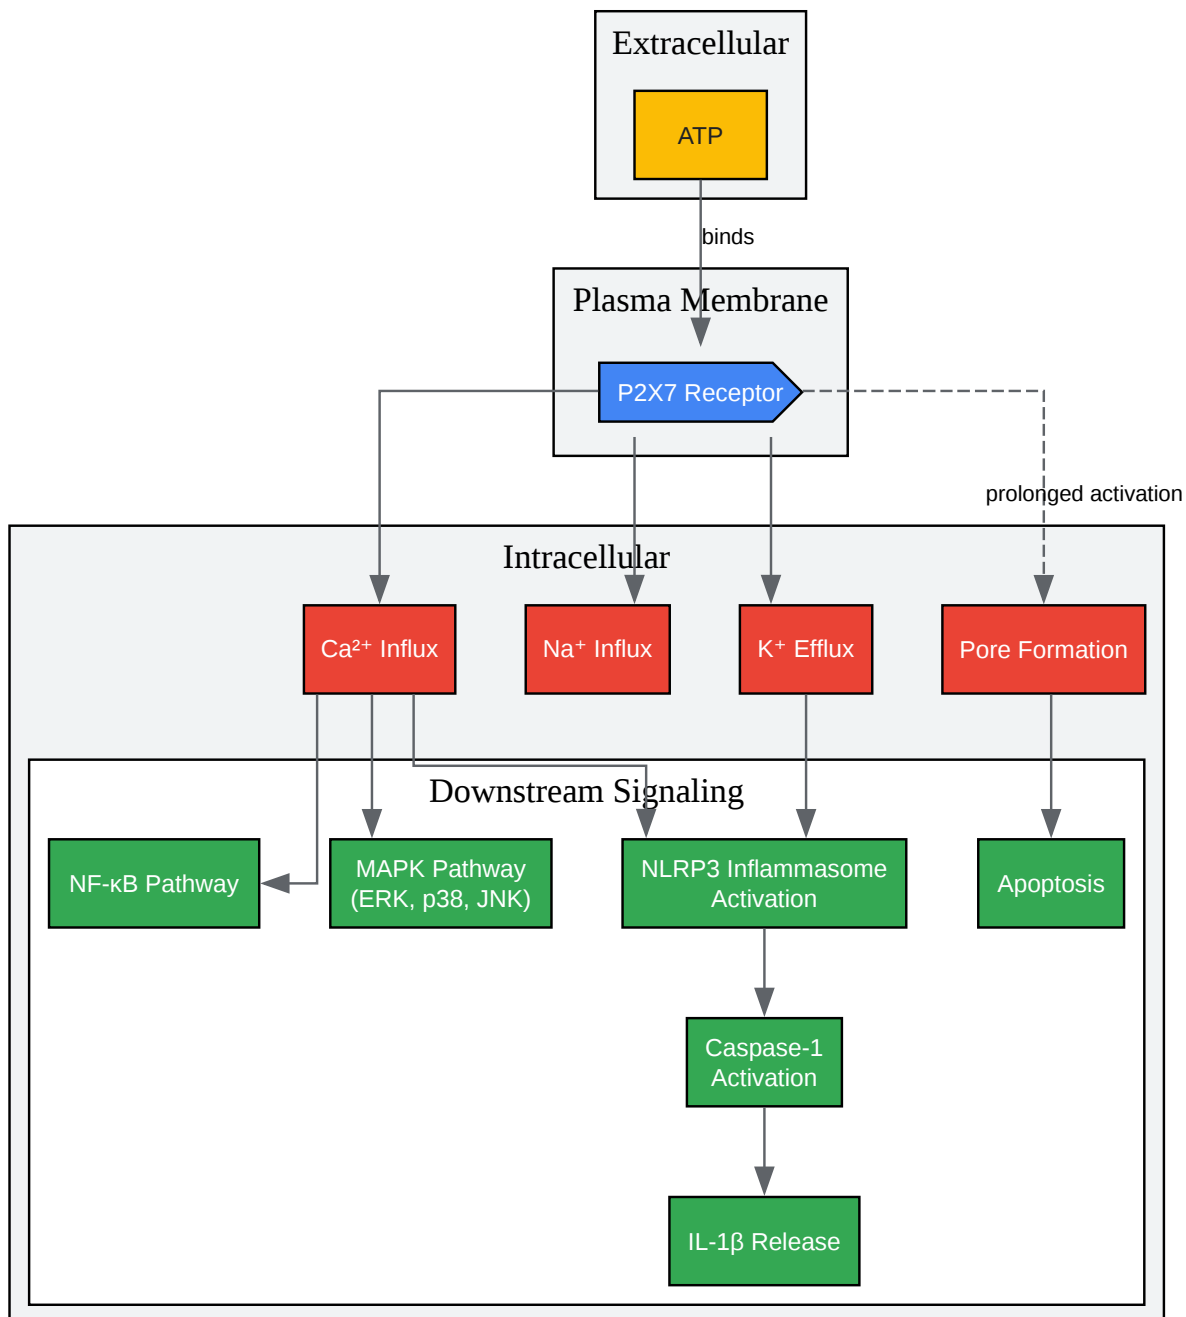 Extracellular
ATP
binds
Plasma Membrane
P2X7 Receptor
prolonged activation
Intracellular
Ca²⁺ Influx
Na⁺ Influx
K⁺ Efflux
Pore Formation
Downstream Signaling
NF-κB Pathway
MAPK Pathway
(ERK, p38, JNK)
NLRP3 Inflammasome
Activation
Apoptosis
Caspase-1
Activation
IL-1β Release